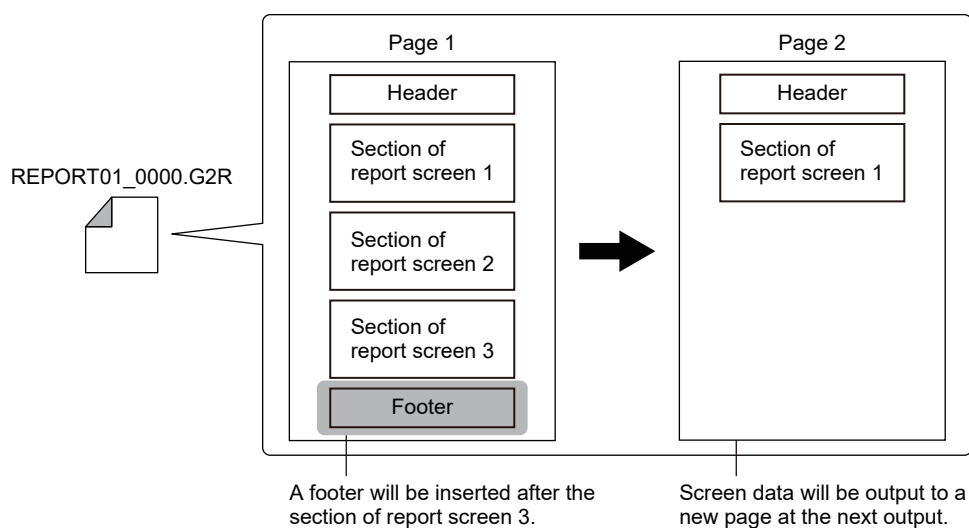 Page 1
Header
Section of
report screen 1
Section of
report screen 2
Section of
report screen 3
Footer
REPORT01_0000.G2R
Page 2
Header
Section of
report screen 1
A footer will be inserted after the
section of report screen 3.
Screen data will be output to a
new page at the next output.